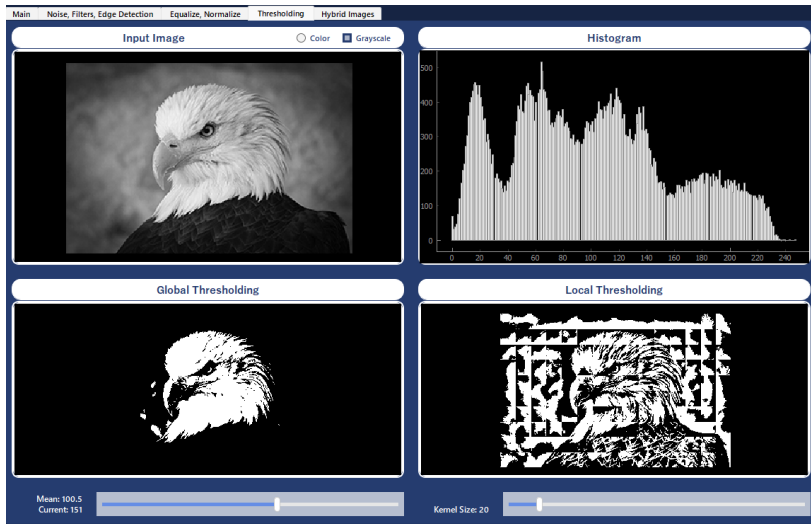 Main Noise, Filters, Edge Detection Equalize, Normalize Thresholding Hybrid Images
Input Image Color Grayscale
Histogram
500
400
300
200
100
0
0 20 40 60 80 100 120 140 160 180 200 220 240
Global Thresholding
Local Thresholding
Mean: 100.5
Current: 151
Kernel Size: 20